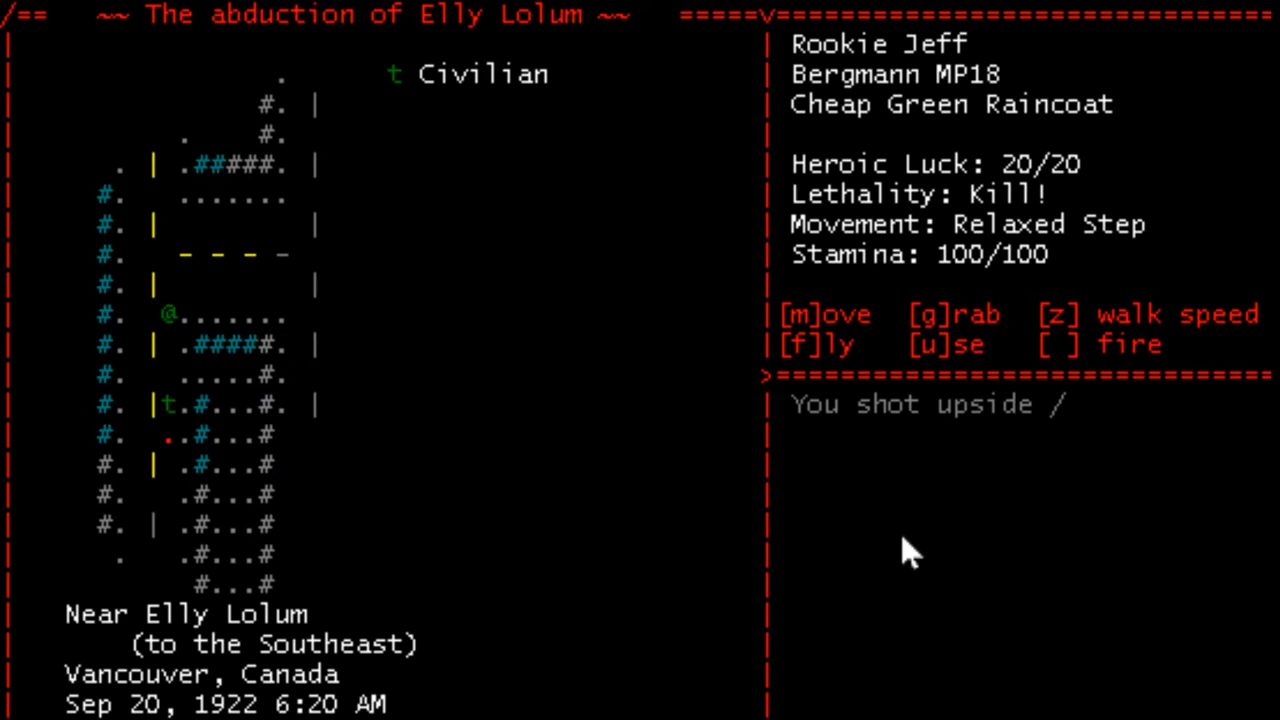 /==   ~~ The abduction of Elly Lolum ~~   =====v===============================
t Civilian
.
#. |
. #.
. | .#####. |
#. .......
#. | |
#. - - - -
#. | |
#. @.......
#. | .#####. |
#. .....#.
#. |t.#...#. |
#. ..#...#
#. | .#...#
#. .#...#
#. | .#...#
. .#...#
#...#
Near Elly Lolum
(to the Southeast)
Vancouver, Canada
Sep 20, 1922 6:20 AM
Rookie Jeff
Bergmann MP18
Cheap Green Raincoat
Heroic Luck: 20/20
Lethality: Kill!
Movement: Relaxed Step
Stamina: 100/100
[m]ove [g]rab [z] walk speed
[f]ly [u]se [ ] fire
>===============================
You shot upside /